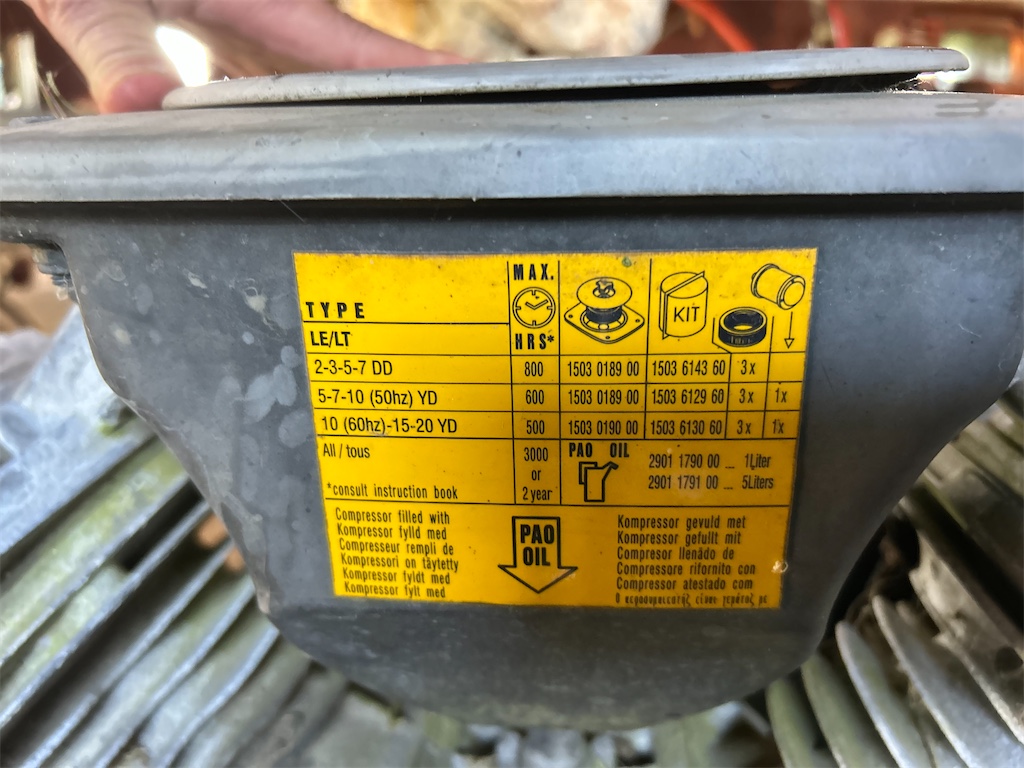 MAX.
TYPE
KIT
LE/LT
HRS*
2-3-5-7 DD 800 1503 0189 00 1503 6143 60 3x
5-7-10 (50hz) YD 600 1503 0189 00 1503 6129 60 3x 1x
10 (60hz)-15-20 YD 500 1503 0190 00 1503 6130 60 3x 1x
All / tous 3000 PAO OIL 2901 1790 00 ... 1Liter
or 2901 1791 00 ... 5Liters
*consult instruction book 2 year
Compressor filled with
Kompressor fylld med
Compresseur rempli de
Kompressori on täytetty
Kompressor fyldt med
Kompressor fylt med
PAO
OIL
Kompressor gevuld met
Kompressor gefullt mit
Compresor llenádo de
Compressore rifornito con
Compressor atestado com